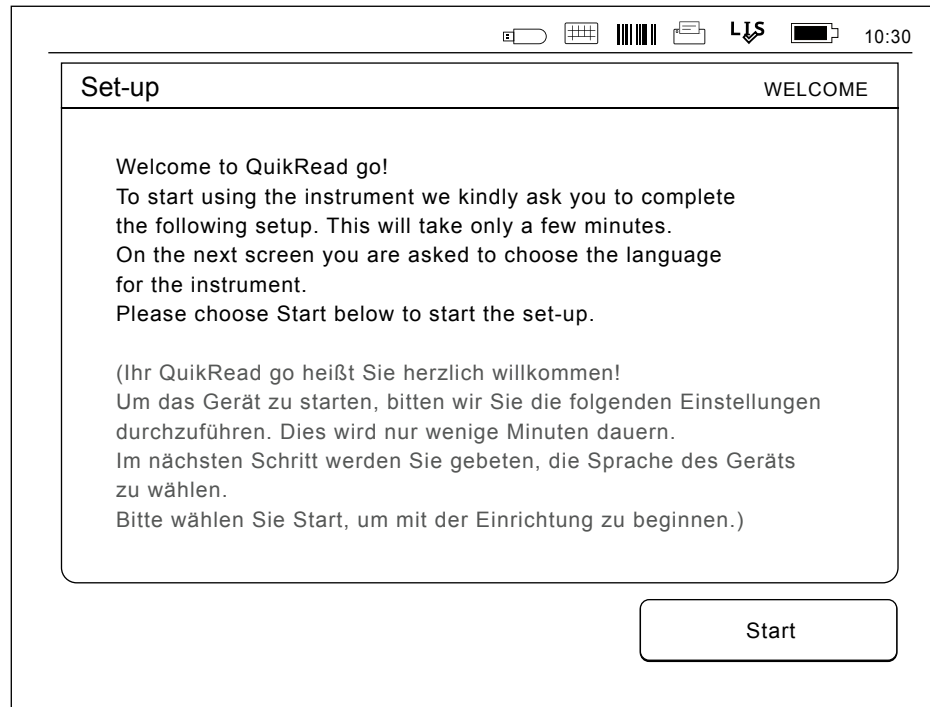 LIS 10:30
Set-up WELCOME
Welcome to QuikRead go!
To start using the instrument we kindly ask you to complete
the following setup. This will take only a few minutes.
On the next screen you are asked to choose the language
for the instrument.
Please choose Start below to start the set-up.
(Ihr QuikRead go heißt Sie herzlich willkommen!
Um das Gerät zu starten, bitten wir Sie die folgenden Einstellungen
durchzuführen. Dies wird nur wenige Minuten dauern.
Im nächsten Schritt werden Sie gebeten, die Sprache des Geräts
zu wählen.
Bitte wählen Sie Start, um mit der Einrichtung zu beginnen.)
Start